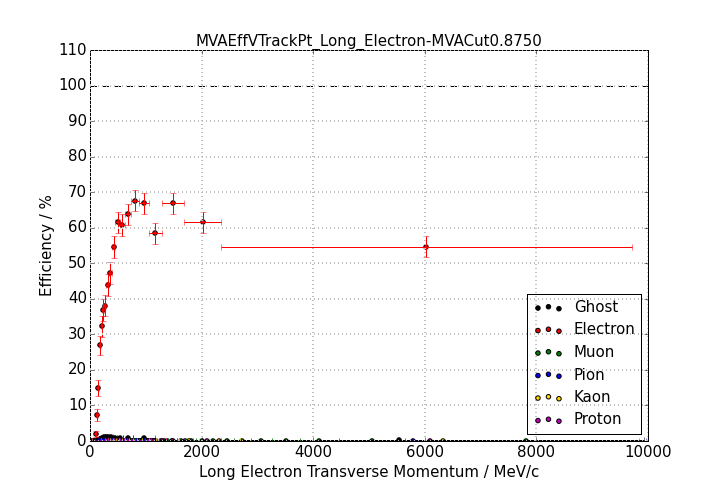 MVAEffVTrackPt_Long_Electron-MVACut0.8750
110
100
90
80
70
60
50
40
30
20
10
0
Efficiency / %
Ghost
Electron
Muon
Pion
Kaon
Proton
0 2000 4000 6000 8000 10000
Long Electron Transverse Momentum / MeV/c